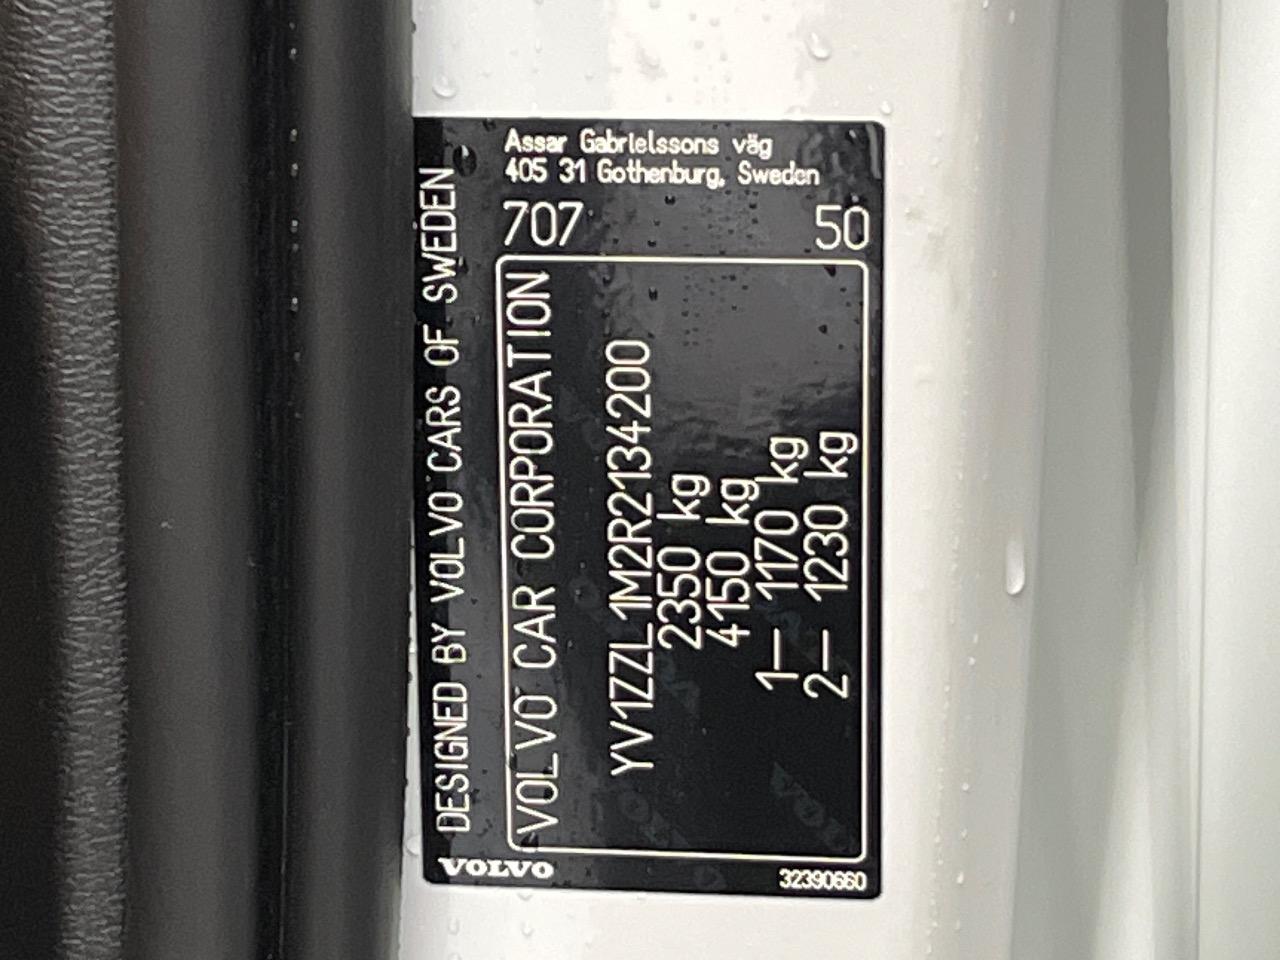 Assar Gabrielssons väg
405 31 Gothenburg, Sweden
707
50
DESIGNED BY VOLVO CARS OF SWEDEN
VOLVO CAR CORPORATION
YV1ZZL1M2R2134200
2350 kg
4150 kg
1– 1170 kg
2– 1230 kg
VOLVO
32390660